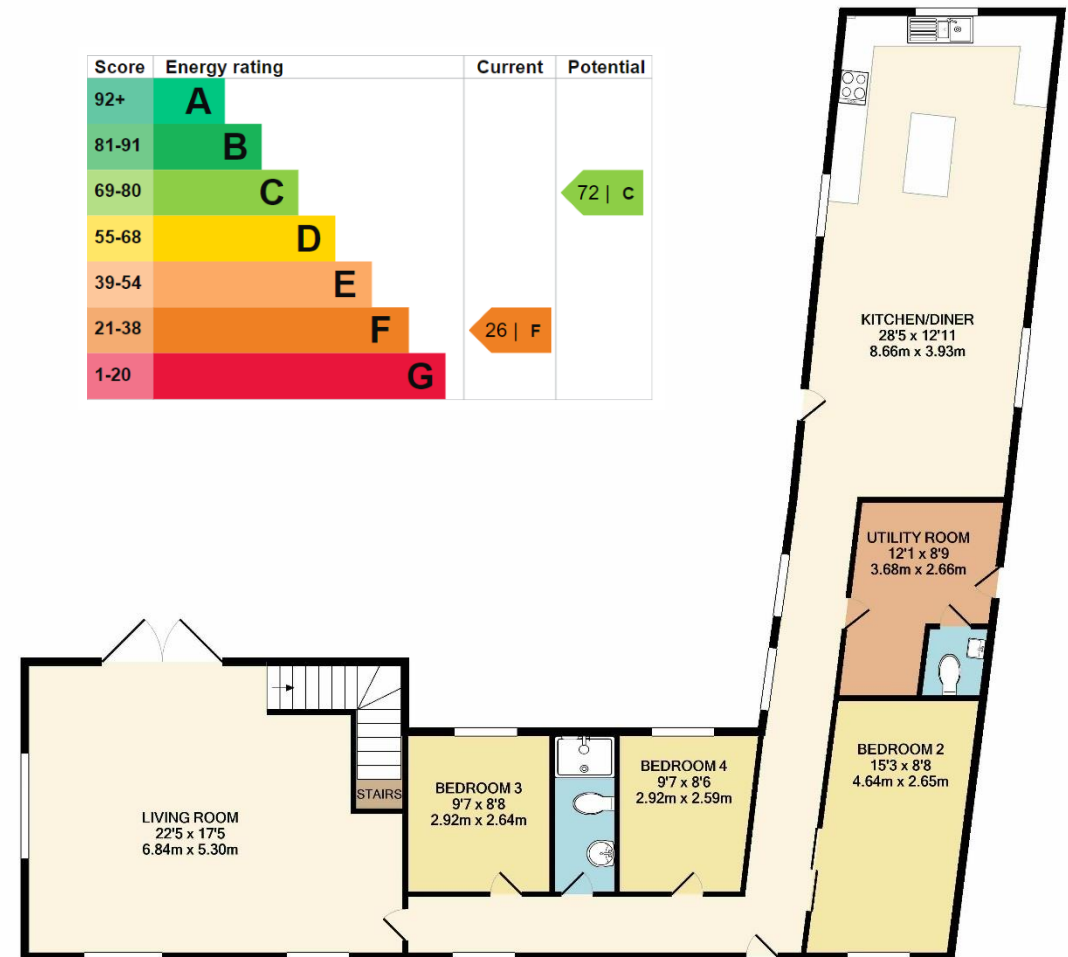 Score Energy rating Current Potential
92+ A
81-91 B
69-80 C 72 | C
55-68 D
39-54 E
21-38 F 26 | F
1-20 G
KITCHEN/DINER
28'5 x 12'11
8.66m x 3.93m
UTILITY ROOM
12'1 x 8'9
3.68m x 2.66m
BEDROOM 2
15'3 x 8'8
4.64m x 2.65m
BEDROOM 4
9'7 x 8'6
2.92m x 2.59m
BEDROOM 3
9'7 x 8'8
2.92m x 2.64m
STAIRS
LIVING ROOM
22'5 x 17'5
6.84m x 5.30m